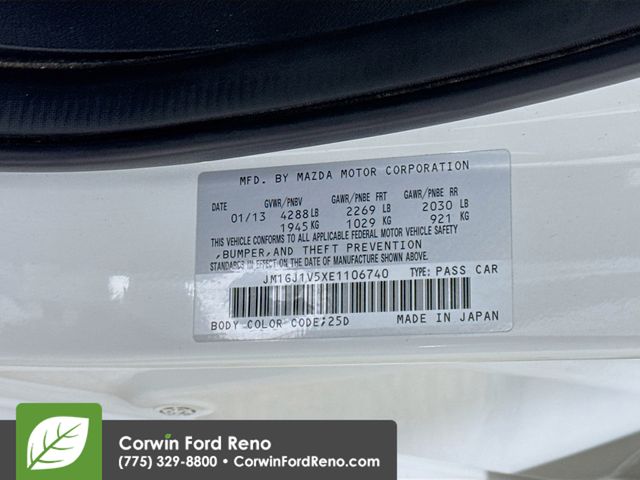 MFD. BY MAZDA MOTOR CORPORATION
DATE GVWR/PNBV GAWR/PNBE FRT GAWR/PNBE RR
01/13 4288 LB 2269 LB 2030 LB
1945 KG 1029 KG 921 KG
THIS VEHICLE CONFORMS TO ALL APPLICABLE FEDERAL MOTOR VEHICLE SAFETY
,BUMPER,AND THEFT PREVENTION
STANDARDS IN EFFECT ON THE DATE OF MANUFACTURE SHOWN ABOVE.
JM1GJ1V5XE1106740 TYPE: PASS CAR
BODY COLOR CODE;25D MADE IN JAPAN
Corwin Ford Reno
(775) 329-8800 • CorwinFordReno.com